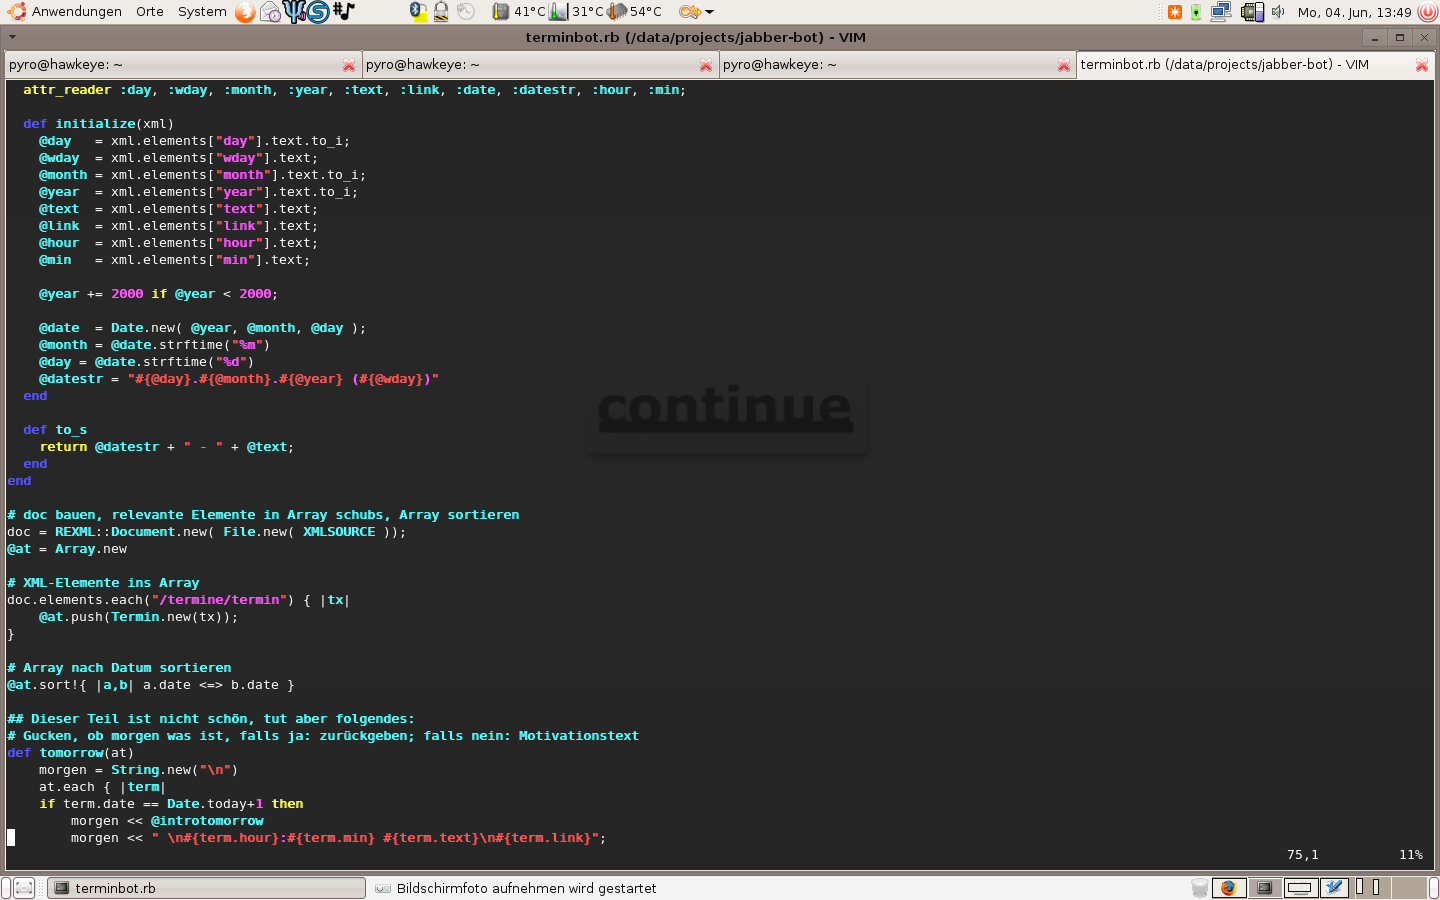 Anwendungen Orte System 41°C 31°C 54°C Mo, 04. Jun, 13:49
terminbot.rb (/data/projects/jabber-bot) - VIM
pyro@hawkeye: ~ pyro@hawkeye: ~ pyro@hawkeye: ~ terminbot.rb (/data/projects/jabber-bot) - VIM
attr_reader :day, :wday, :month, :year, :text, :link, :date, :datestr, :hour, :min;
def initialize(xml)
@day   = xml.elements["day"].text.to_i;
@wday  = xml.elements["wday"].text;
@month = xml.elements["month"].text.to_i;
@year  = xml.elements["year"].text.to_i;
@text  = xml.elements["text"].text;
@link  = xml.elements["link"].text;
@hour  = xml.elements["hour"].text;
@min   = xml.elements["min"].text;
@year += 2000 if @year < 2000;
@date  = Date.new( @year, @month, @day );
@month = @date.strftime("%m")
@day = @date.strftime("%d")
@datestr = "#{@day}.#{@month}.#{@year} (#{@wday})"
end
continue
def to_s
return @datestr + " - " + @text;
end
end
# doc bauen, relevante Elemente in Array schubs, Array sortieren
doc = REXML::Document.new( File.new( XMLSOURCE ));
@at = Array.new
# XML-Elemente ins Array
doc.elements.each("/termine/termin") { |tx|
@at.push(Termin.new(tx));
}
# Array nach Datum sortieren
@at.sort!{ |a,b| a.date <=> b.date }
## Dieser Teil ist nicht schön, tut aber folgendes:
# Gucken, ob morgen was ist, falls ja: zurückgeben; falls nein: Motivationstext
def tomorrow(at)
morgen = String.new("\n")
at.each { |term|
if term.date == Date.today+1 then
morgen << @introtomorrow
morgen << " \n#{term.hour}:#{term.min} #{term.text}\n#{term.link}";
75,1 11%
terminbot.rb Bildschirmfoto aufnehmen wird gestartet